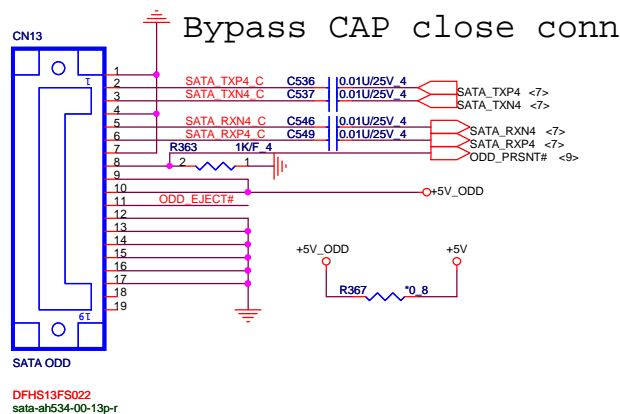 Bypass CAP close conn
CN13
1
1
2 SATA_TXP4_C C536 0.01U/25V_4 SATA_TXP4 <7>
3 SATA_TXN4_C C537 0.01U/25V_4 SATA_TXN4 <7>
4
5 SATA_RXN4_C C546 0.01U/25V_4 SATA_RXN4 <7>
6 SATA_RXP4_C C549 0.01U/25V_4 SATA_RXP4 <7>
7 R363 1K/F_4
8 2 1 ODD_PRSNT# <9>
9
10 +5V_ODD
11 ODD_EJECT#
12
13
14
15
16
17
18
19
19
+5V_ODD +5V
R367 *0_8
SATA ODD
DFHS13FS022
sata-ah534-00-13p-r